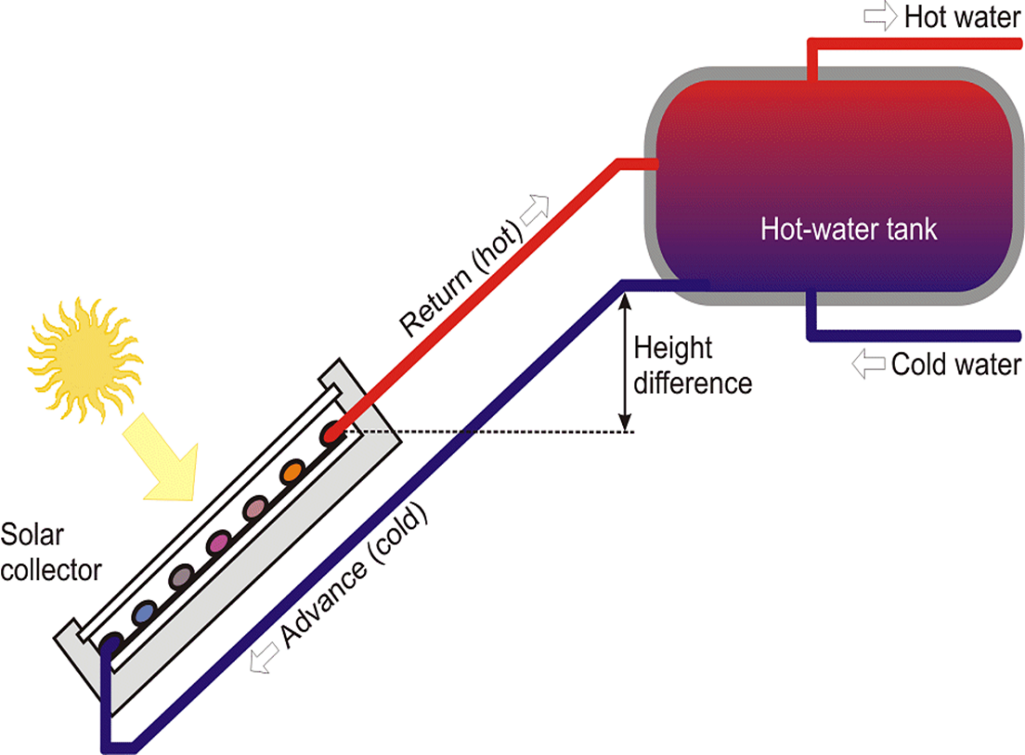 Hot water
Hot-water tank
Return (hot)
Height
difference
Cold water
Solar
collector
Advance (cold)